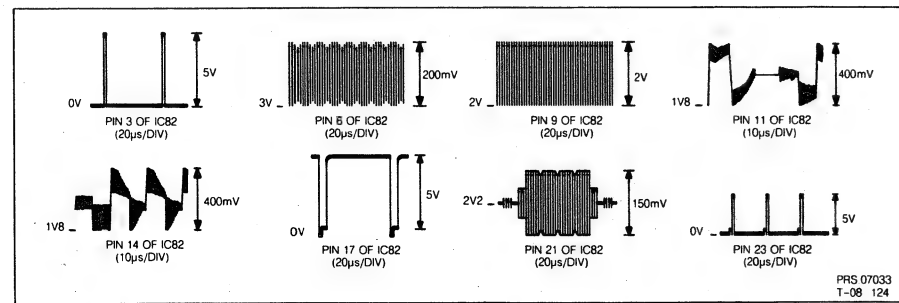 5V
0V
PIN 3 OF IC82
(20µs/DIV)
200mV
3V
PIN 6 OF IC82
(20µs/DIV)
2V
2V
PIN 9 OF IC82
(20µs/DIV)
400mV
1V8
PIN 11 OF IC82
(10µs/DIV)
400mV
1V8
PIN 14 OF IC82
(10µs/DIV)
5V
0V
PIN 17 OF IC82
(20µs/DIV)
2V2
150mV
PIN 21 OF IC82
(20µs/DIV)
5V
0V
PIN 23 OF IC82
(20µs/DIV)
PRS 07033
T-08 124